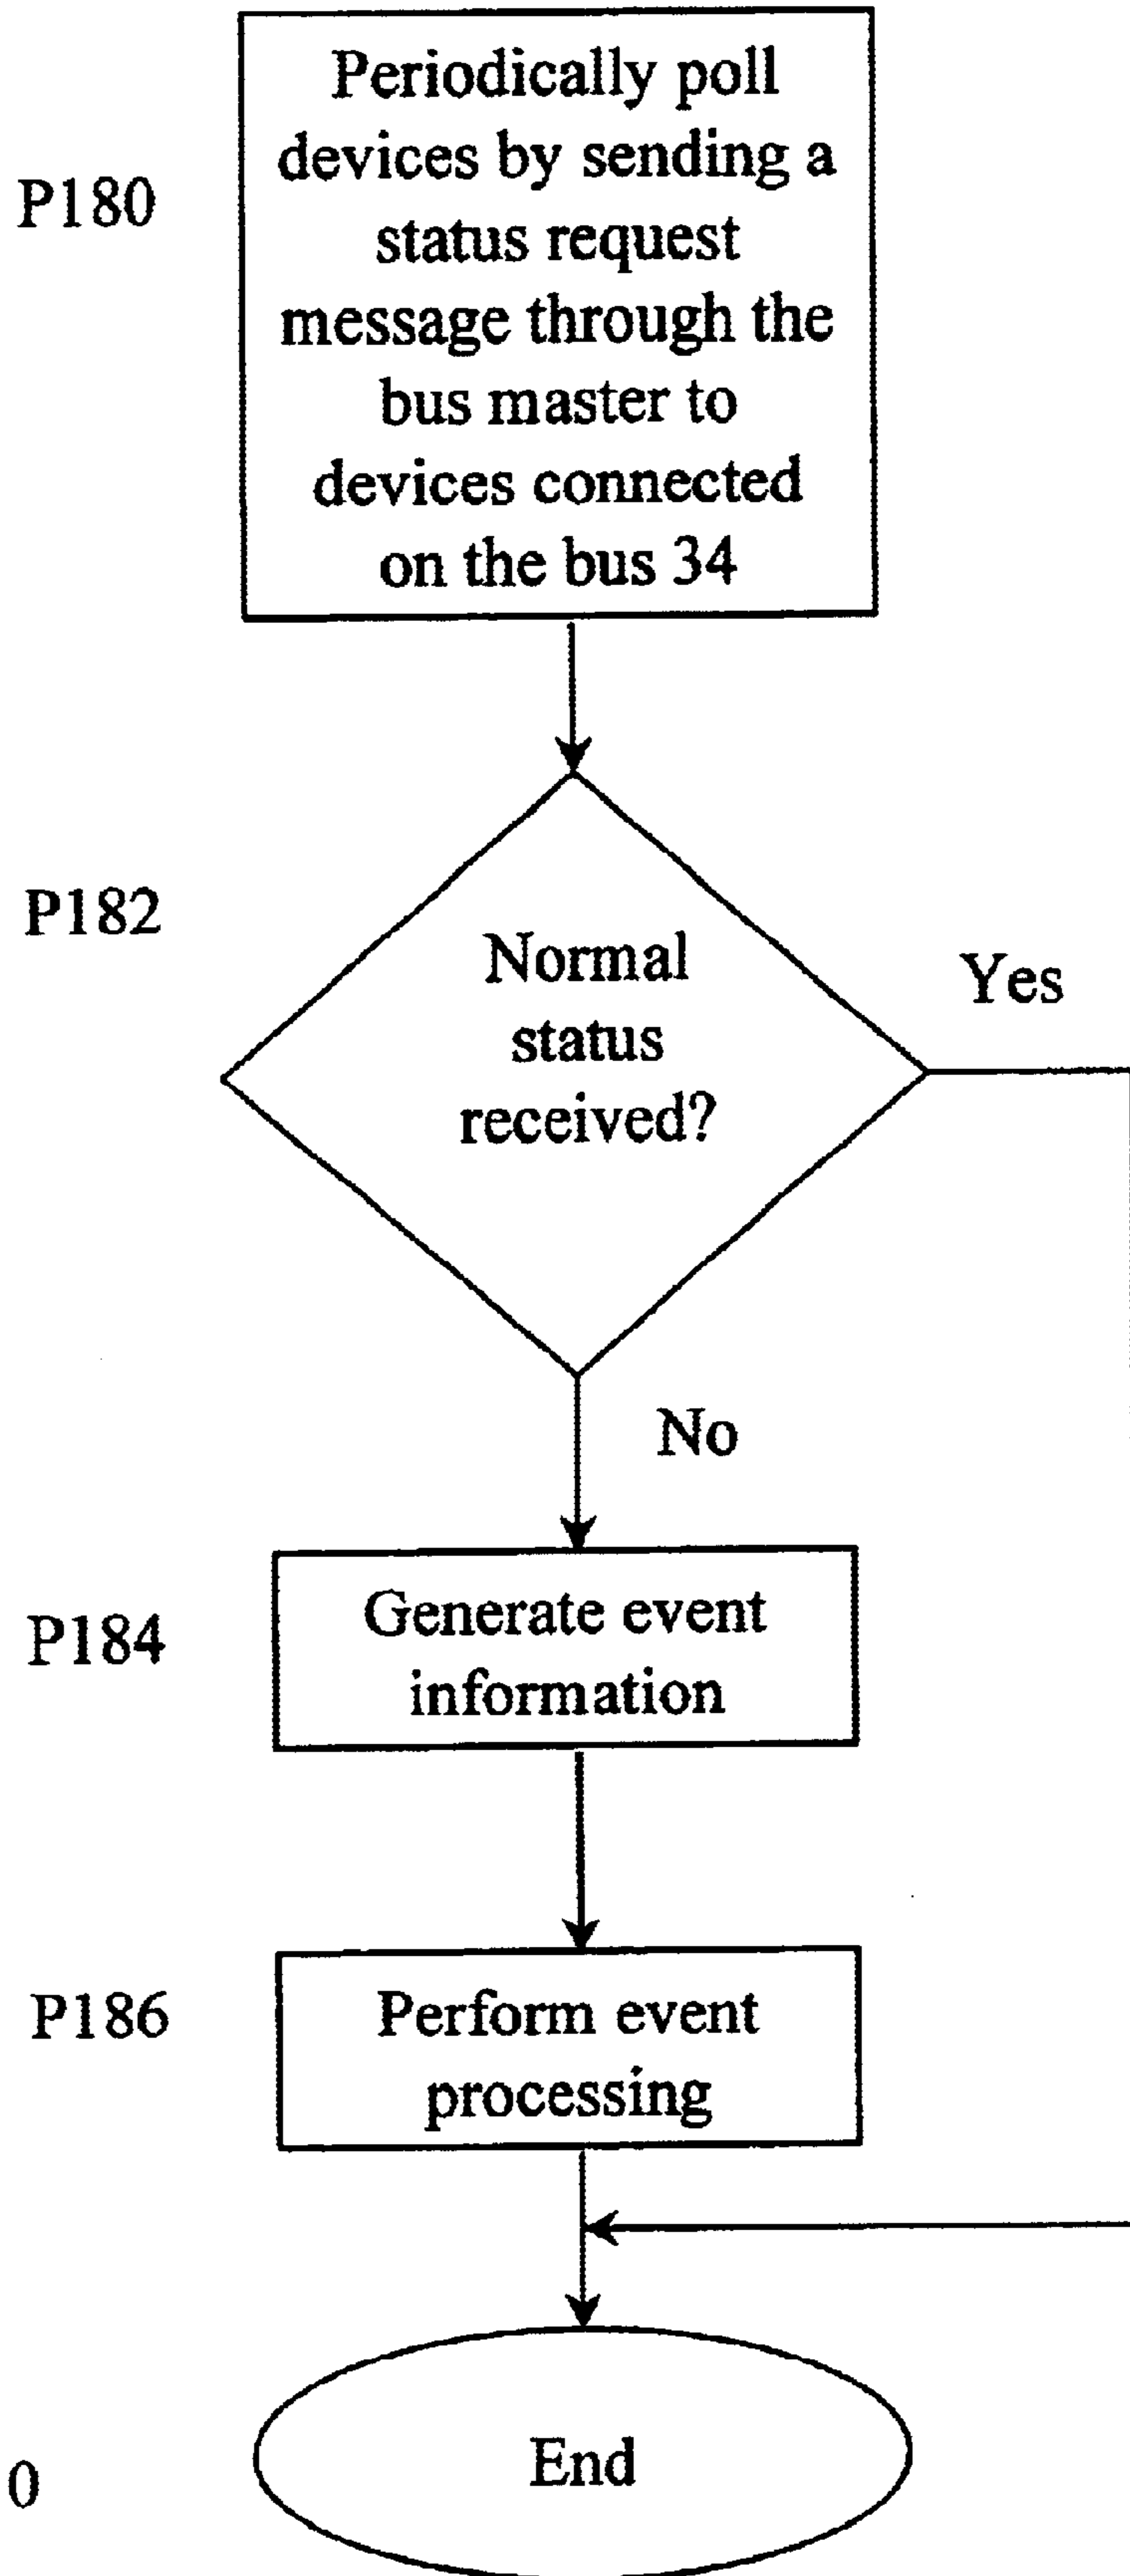 P180
Periodically poll
devices by sending a
status request
message through the
bus master to
devices connected
on the bus 34
P182
Normal
status
received?
Yes
No
P184
Generate event
information
P186
Perform event
processing
End
0